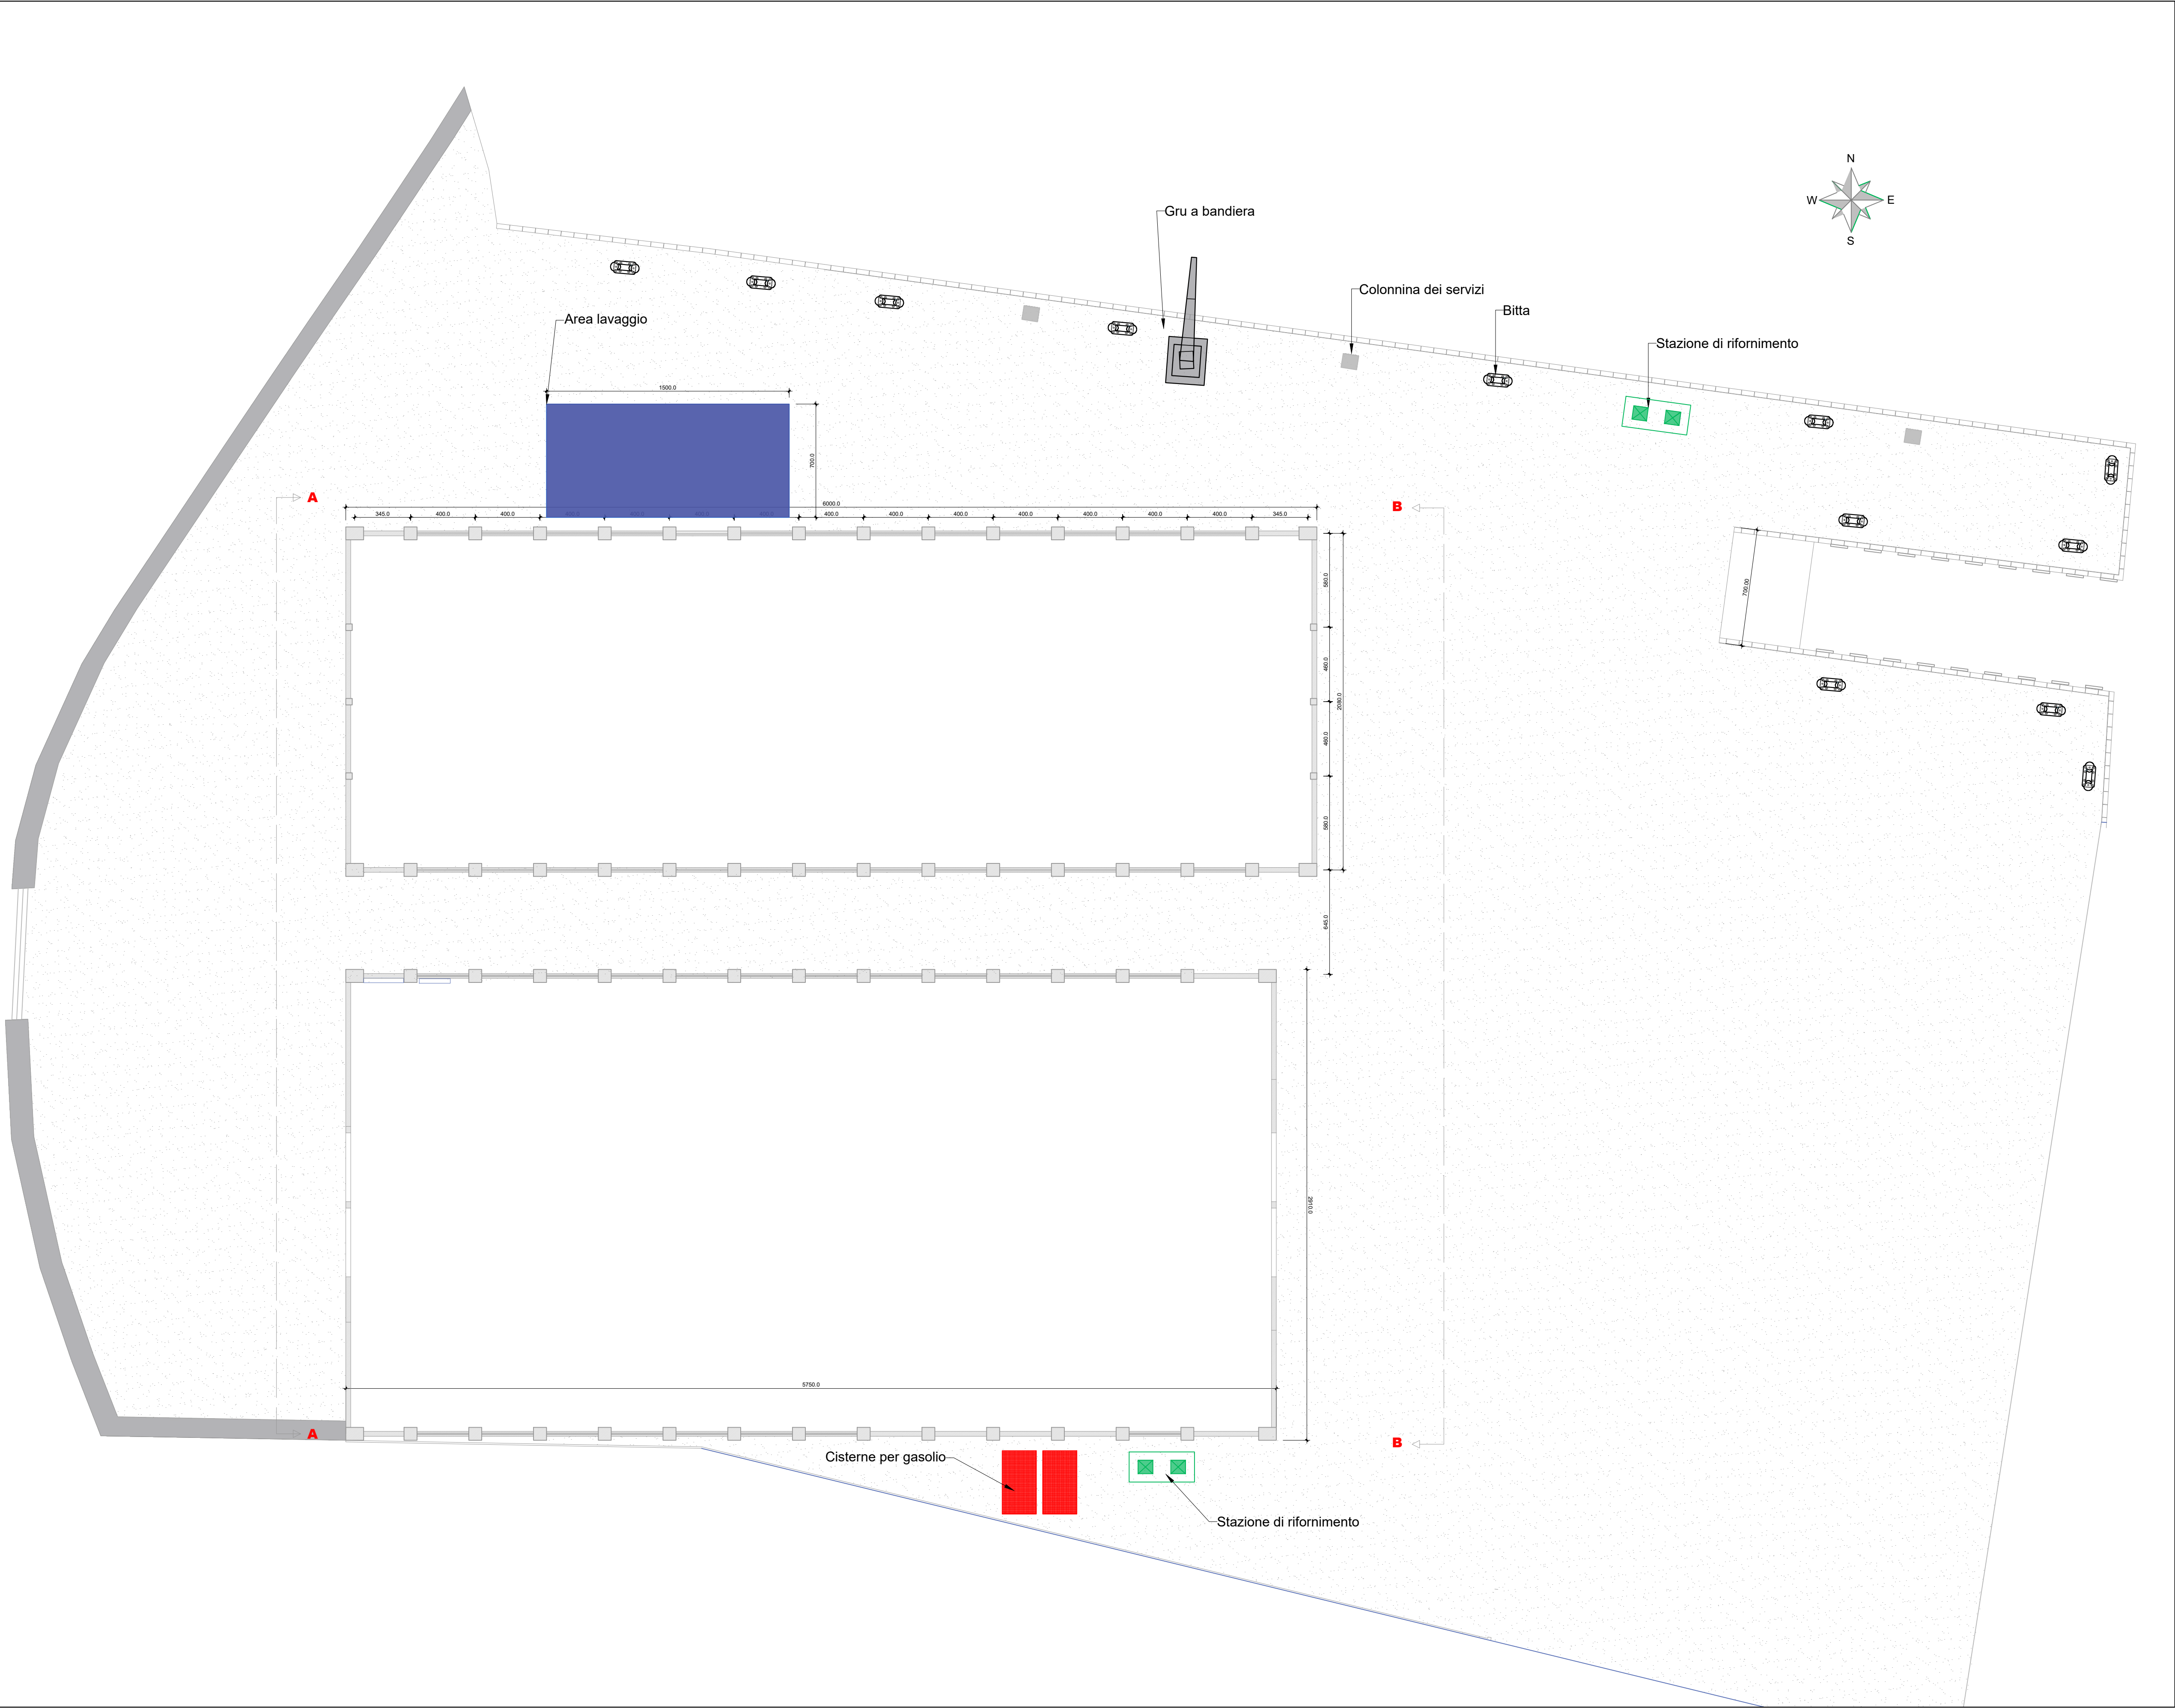 N
W
E
S
Gru a bandiera
Colonnina dei servizi
Bitta
Area lavaggio
Stazione di rifornimento
1500.0
700.0
A
B
6000.0
345.0
400.0
400.0
400.0
400.0
400.0
400.0
400.0
400.0
400.0
345.0
580.0
460.0
2080.0
460.0
580.0
700.00
645.0
2910.0
5750.0
A
B
Cisterne per gasolio
Stazione di rifornimento